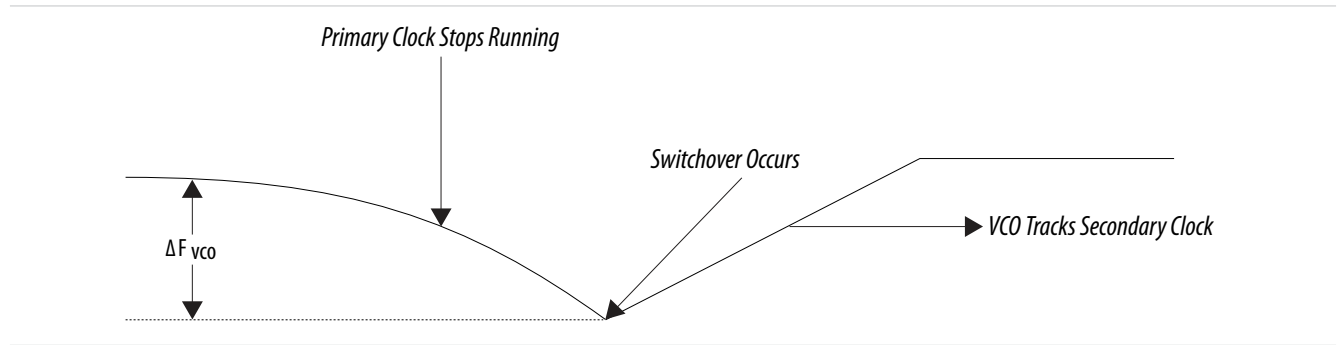 Primary Clock Stops Running
Switchover Occurs
VCO Tracks Secondary Clock
ΔF vco